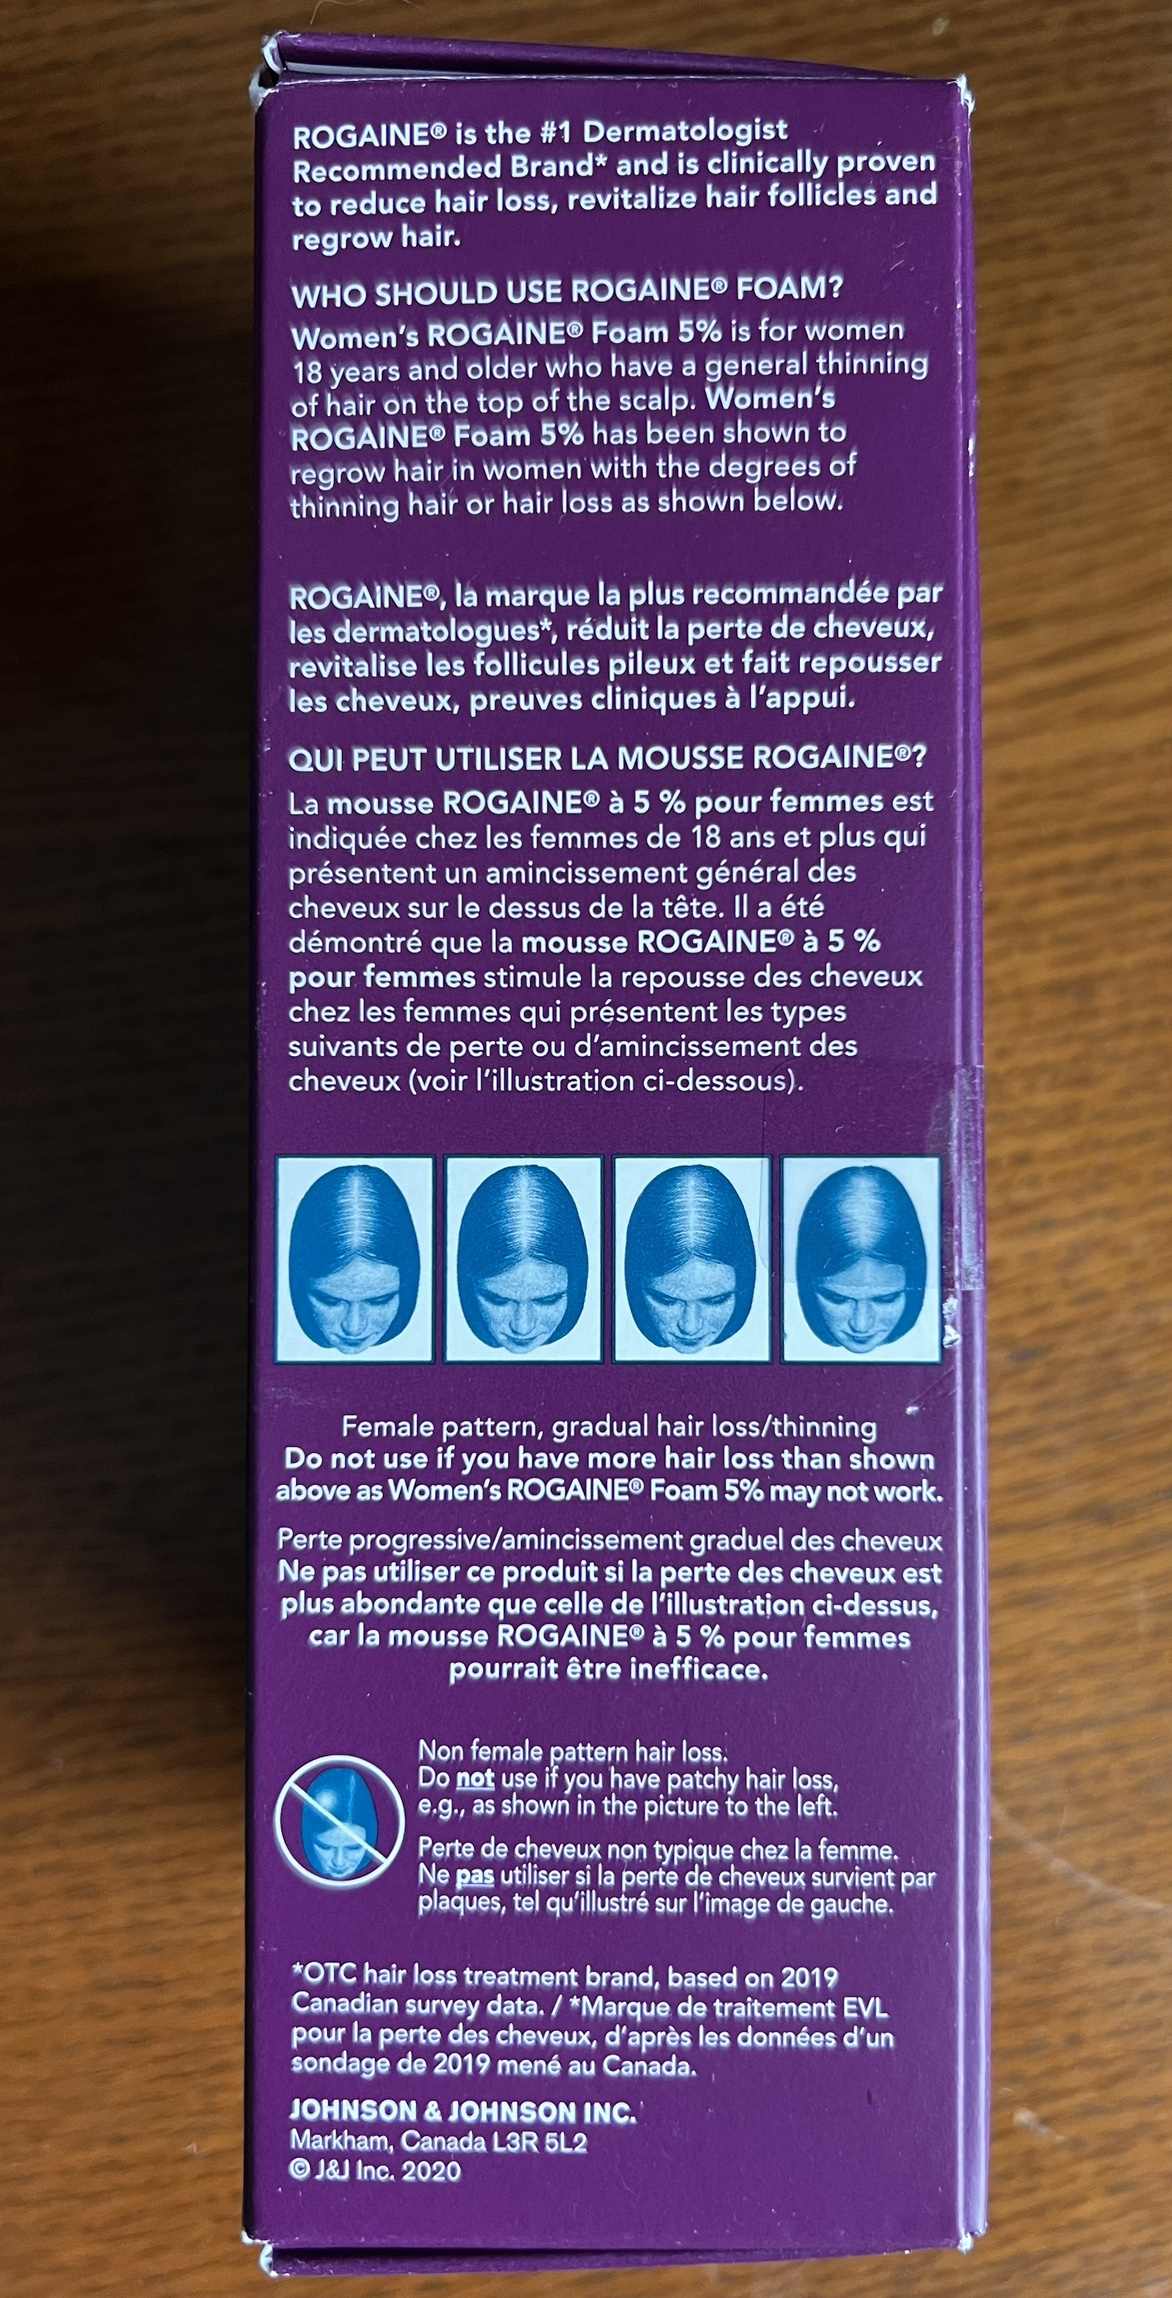 ROGAINE® is the #1 Dermatologist
Recommended Brand* and is clinically proven
to reduce hair loss, revitalize hair follicles and
regrow hair.
WHO SHOULD USE ROGAINE® FOAM?
Women's ROGAINE® Foam 5% is for women
18 years and older who have a general thinning
of hair on the top of the scalp. Women's
ROGAINE® Foam 5% has been shown to
regrow hair in women with the degrees of
thinning hair or hair loss as shown below.
ROGAINE®, la marque la plus recommandée par
les dermatologues*, réduit la perte de cheveux,
revitalise les follicules pileux et fait repousser
les cheveux, preuves cliniques à l'appui.
QUI PEUT UTILISER LA MOUSSE ROGAINE®?
La mousse ROGAINE® à 5 % pour femmes est
indiquée chez les femmes de 18 ans et plus qui
présentent un amincissement général des
cheveux sur le dessus de la tête. Il a été
démontré que la mousse ROGAINE® à 5 %
pour femmes stimule la repousse des cheveux
chez les femmes qui présentent les types
suivants de perte ou d'amincissement des
cheveux (voir l'illustration ci-dessous).
Female pattern, gradual hair loss/thinning
Do not use if you have more hair loss than shown
above as Women's ROGAINE® Foam 5% may not work.
Perte progressive/amincissement graduel des cheveux
Ne pas utiliser ce produit si la perte des cheveux est
plus abondante que celle de l'illustration ci-dessus,
car la mousse ROGAINE® à 5 % pour femmes
pourrait être inefficace.
Non female pattern hair loss.
Do not use if you have patchy hair loss,
e.g., as shown in the picture to the left.
Perte de cheveux non typique chez la femme.
Ne pas utiliser si la perte de cheveux survient par
plaques, tel qu'illustré sur l'image de gauche.
*OTC hair loss treatment brand, based on 2019
Canadian survey data. / *Marque de traitement EVL
pour la perte des cheveux, d'après les données d'un
sondage de 2019 mené au Canada.
JOHNSON & JOHNSON INC.
Markham, Canada L3R 5L2
© J&J Inc. 2020